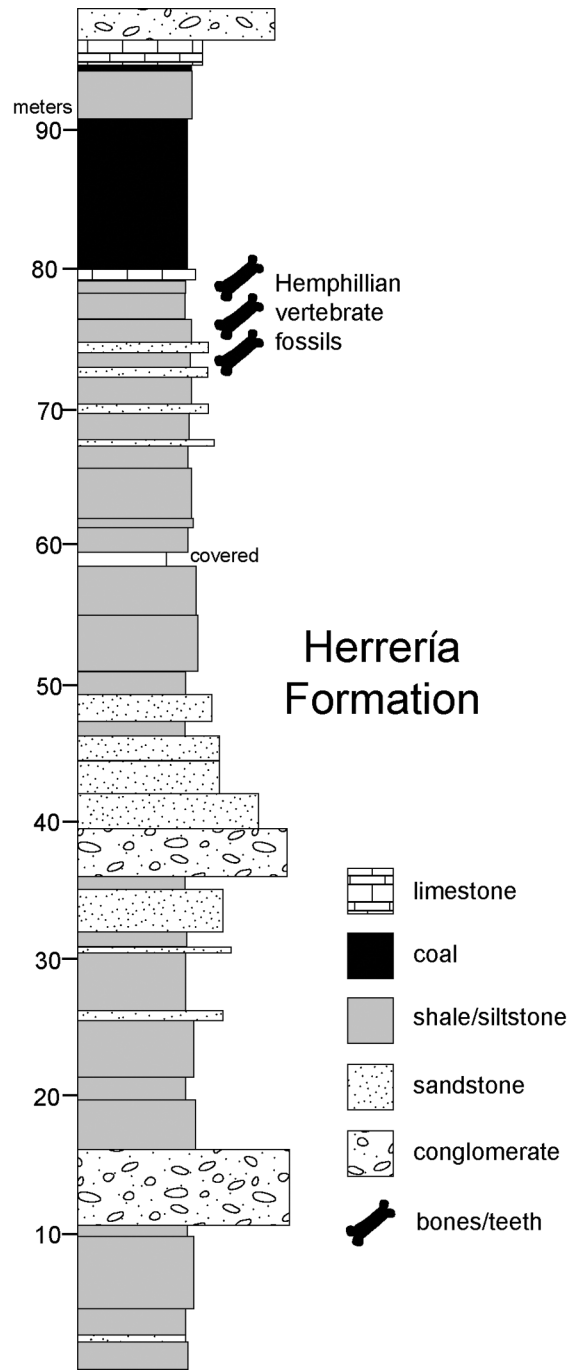 meters
90
80
Hemphillian
vertebrate
fossils
70
60
covered
Herrería
Formation
50
40
limestone
coal
30
shale/siltstone
sandstone
20
conglomerate
bones/teeth
10